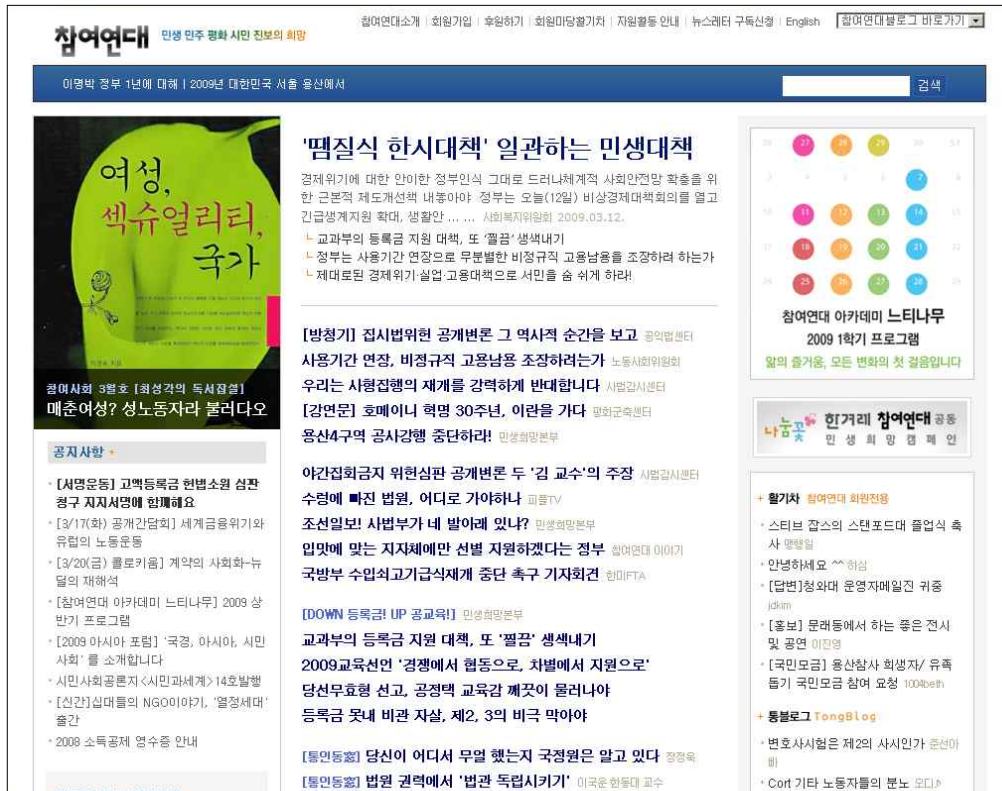 참여연대소개 | 회원가입 | 후원하기 | 회원마당활기차 | 자원활동 안내 | 뉴스레터 구독신청 | English
참여연대블로그 바로가기
참여연대
민생 민주 평화 시민 진보의 희망
이명박 정부 1년에 대해 | 2009년 대한민국 서울 용산에서
검색
여성,
섹슈얼리티,
국가
참여사회 3월호 [최성각의 독서잡설]
매춘여성? 성노동자라 불러다오
공지사항
[서명운동] 고액등록금 헌법소원 심판
청구 지지서명에 함께해요
[3/17(화) 공개간담회] 세계금융위기와
유럽의 노동운동
[3/20(금) 콜로키움] 계약의 사회화-뉴
딜의 재해석
[참여연대 아카데미 느티나무] 2009 상
반기 프로그램
[2009 아시아 포럼] '국경, 아시아, 시민
사회' 를 소개합니다
시민사회공론지 <시민과세계> 14호발행
[신간]십대들의 NGO이야기, '열정세대'
출간
2008 소득공제 영수증 안내
'땜질식 한시대책' 일관하는 민생대책
경제위기에 대한 안이한 정부인식 그대로 드러나체계적 사회안전망 확충을 위
한 근본적 제도개선책 내놓아야 정부는 오늘(12일) 비상경제대책회의를 열고
긴급생계지원 확대, 생활안 ... ... 사회복지위원회 2009.03.12.
교과부의 등록금 지원 대책, 또 '찔끔' 생색내기
정부는 사용기간 연장으로 무분별한 비정규직 고용남용을 조장하려 하는가
제대로된 경제위기·실업·고용대책으로 서민을 숨 쉬게 하라!
[방청기] 집시법위헌 공개변론 그 역사적 순간을 보고 공익법센터
사용기간 연장, 비정규직 고용남용 조장하려는가 노동사회위원회
우리는 사형집행의 재개를 강력하게 반대합니다 사법감시센터
[강연문] 호메이니 혁명 30주년, 이란을 가다 평화군축센터
용산4구역 공사강행 중단하라! 민생희망본부
야간집회금지 위헌심판 공개변론 두 '김 교수'의 주장 사법감시센터
수렁에 빠진 법원, 어디로 가야하나 피플TV
조선일보! 사법부가 네 발아래 있냐? 민생희망본부
입맛에 맞는 지자체에만 선별 지원하겠다는 정부 참여연대 이야기
국방부 수입쇠고기급식재개 중단 촉구 기자회견 한미FTA
[DOWN 등록금! UP 공교육!] 민생희망본부
교과부의 등록금 지원 대책, 또 '찔끔' 생색내기
2009교육선언 '경쟁에서 협동으로, 차별에서 지원으로'
당선무효형 선고, 공정택 교육감 깨끗이 물러나야
등록금 못내 비관 자살, 제2, 3의 비극 막아야
[통인동窓] 당신이 어디서 무얼 했는지 국정원은 알고 있다 장정욱
[통인동窓] 법원 권력에서 '법관 독립시키기' 이국운 한동대 교수
27 28 29
7
11 12 13 14
18 19 20 21
25 26 27 28
참여연대 아카데미 느티나무
2009 1학기 프로그램
앎의 즐거움, 모든 변화의 첫 걸음입니다
나눔꽃 한겨레 참여연대 공동
민생희망캠페인
활기차 참여연대 회원전용
스티브 잡스의 스탠포드대 졸업식 축
사 맹행일
안녕하세요 ^^ 하심
[답변]청와대 운영자메일진 귀중
jdkim
[홍보] 문래동에서 하는 좋은 전시
및 공연 이진영
[국민모금] 용산참사 희생자/ 유족
돕기 국민모금 참여 요청 1004beth
통블로그 TongBlog
변호사시험은 제2의 사시인가 준선아
빠
Cort 기타 노동자들의 분노 오디